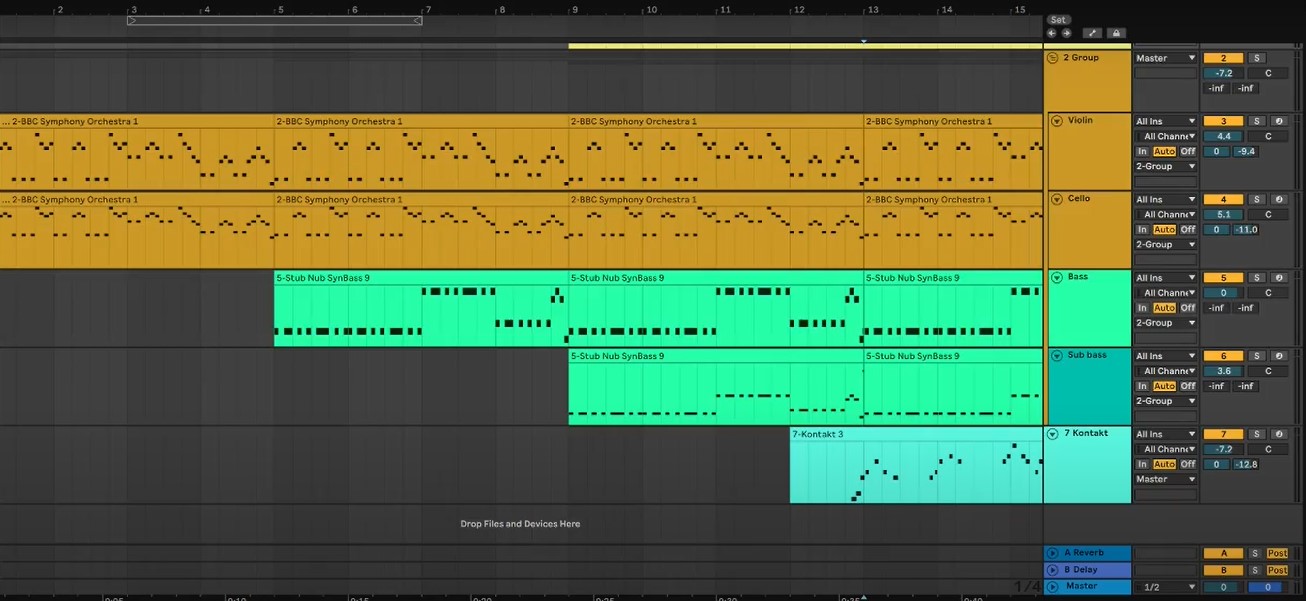 2 3 4 5 6 7 8 9 10 11 12 13 14 15
Set
2 Group Master 2 S
-7.2 C
-inf -inf
... 2-BBC Symphony Orchestra 1 2-BBC Symphony Orchestra 1 2-BBC Symphony Orchestra 1 2-BBC Symphony Orchestra 1 Violin All Ins 3 S
All Channe 4.4 C
In Auto Off 0 -9.4
2-Group
... 2-BBC Symphony Orchestra 1 2-BBC Symphony Orchestra 1 2-BBC Symphony Orchestra 1 2-BBC Symphony Orchestra 1 Cello All Ins 4 S
All Channe 5.1 C
In Auto Off 0 -11.0
2-Group
5-Stub Nub SynBass 9 5-Stub Nub SynBass 9 5-Stub Nub SynBass 9 Bass All Ins 5 S
All Channe 0 C
In Auto Off -inf -inf
2-Group
5-Stub Nub SynBass 9 5-Stub Nub SynBass 9 Sub bass All Ins 6 S
All Channe 3.6 C
In Auto Off -inf -inf
2-Group
7-Kontakt 3 7 Kontakt All Ins 7 S
All Channe -7.2 C
In Auto Off 0 -12.8
Master
Drop Files and Devices Here
A Reverb A S Post
B Delay B S Post
1/4 Master 1/2 0 0